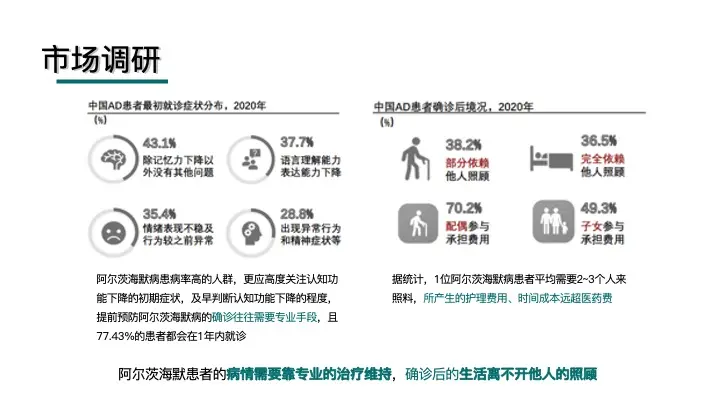 市场调研
中国AD患者最初就诊症状分布，2020年
（%）
43.1%
除记忆力下降以
外没有其他问题
37.7%
语言理解能力
表达能力下降
35.4%
情绪表现不稳及
行为较之前异常
28.8%
出现异常行为
和精神症状等
中国AD患者确诊后境况，2020年
（%）
38.2%
部分依赖
他人照顾
36.5%
完全依赖
他人照顾
70.2%
配偶参与
承担费用
49.3%
子女参与
承担费用
阿尔茨海默病患病率高的人群，更应高度关注认知功
能下降的初期症状，及早判断认知功能下降的程度，
提前预防阿尔茨海默病的确诊往往需要专业手段，且
77.43%的患者都会在1年内就诊
据统计，1位阿尔茨海默病患者平均需要2~3个人来
照料，所产生的护理费用、时间成本远超医药费
阿尔茨海默患者的病情需要靠专业的治疗维持，确诊后的生活离不开他人的照顾